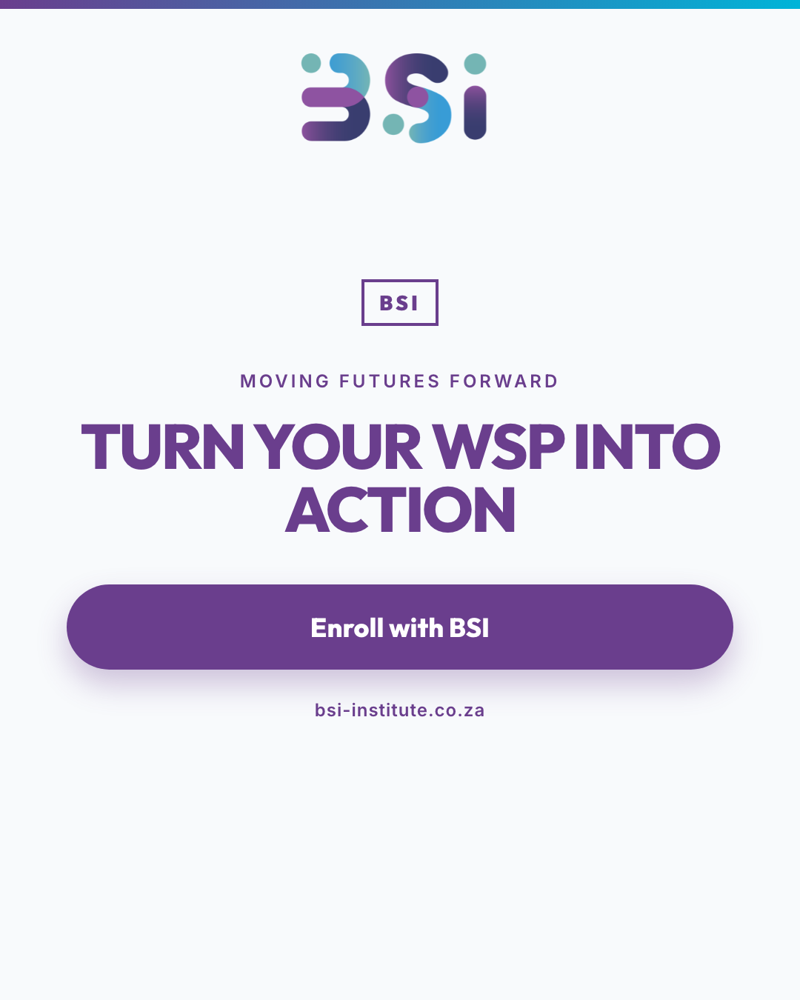 BSi
BSI
MOVING FUTURES FORWARD
TURN YOUR WSP INTO
ACTION
Enroll with BSI
bsi-institute.co.za